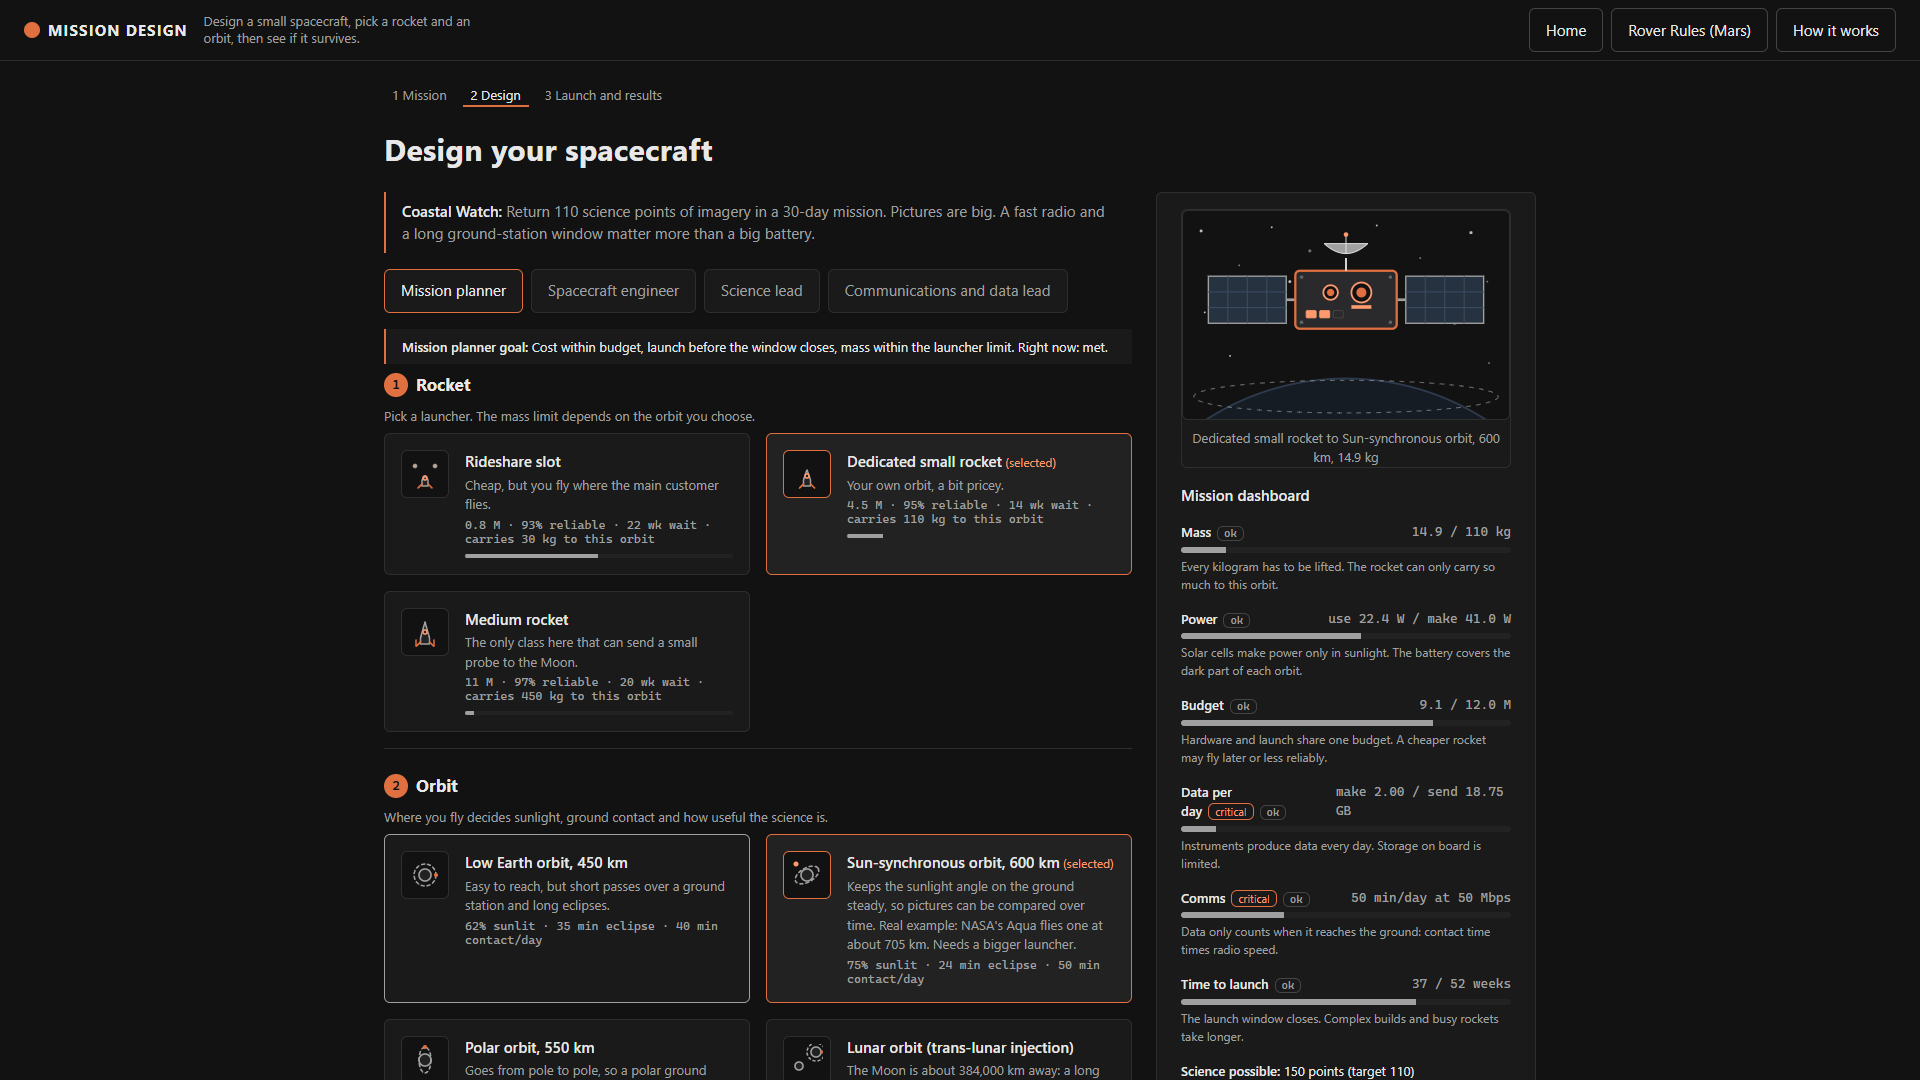 MISSION DESIGN
Design a small spacecraft, pick a rocket and an
orbit, then see if it survives.
Home
Rover Rules (Mars)
How it works
1 Mission
2 Design
3 Launch and results
Design your spacecraft
Coastal Watch: Return 110 science points of imagery in a 30-day mission. Pictures are big. A fast radio and
a long ground-station window matter more than a big battery.
Mission planner
Spacecraft engineer
Science lead
Communications and data lead
Mission planner goal: Cost within budget, launch before the window closes, mass within the launcher limit. Right now: met.
1 Rocket
Pick a launcher. The mass limit depends on the orbit you choose.
Rideshare slot
Cheap, but you fly where the main customer
flies.
0.8 M · 93% reliable · 22 wk wait ·
carries 30 kg to this orbit
Dedicated small rocket (selected)
Your own orbit, a bit pricey.
4.5 M · 95% reliable · 14 wk wait ·
carries 110 kg to this orbit
Medium rocket
The only class here that can send a small
probe to the Moon.
11 M · 97% reliable · 20 wk wait ·
carries 450 kg to this orbit
2 Orbit
Where you fly decides sunlight, ground contact and how useful the science is.
Low Earth orbit, 450 km
Easy to reach, but short passes over a ground
station and long eclipses.
62% sunlit · 35 min eclipse · 40 min
contact/day
Sun-synchronous orbit, 600 km (selected)
Keeps the sunlight angle on the ground
steady, so pictures can be compared over
time. Real example: NASA's Aqua flies one at
about 705 km. Needs a bigger launcher.
75% sunlit · 24 min eclipse · 50 min
contact/day
Polar orbit, 550 km
Goes from pole to pole, so a polar ground
Lunar orbit (trans-lunar injection)
The Moon is about 384,000 km away: a long
Dedicated small rocket to Sun-synchronous orbit, 600
km, 14.9 kg
Mission dashboard
Mass ok 14.9 / 110 kg
Every kilogram has to be lifted. The rocket can only carry so
much to this orbit.
Power ok use 22.4 W / make 41.0 W
Solar cells make power only in sunlight. The battery covers the
dark part of each orbit.
Budget ok 9.1 / 12.0 M
Hardware and launch share one budget. A cheaper rocket
may fly later or less reliably.
Data per make 2.00 / send 18.75
day critical ok GB
Instruments produce data every day. Storage on board is
limited.
Comms critical ok 50 min/day at 50 Mbps
Data only counts when it reaches the ground: contact time
times radio speed.
Time to launch ok 37 / 52 weeks
The launch window closes. Complex builds and busy rockets
take longer.
Science possible: 150 points (target 110)